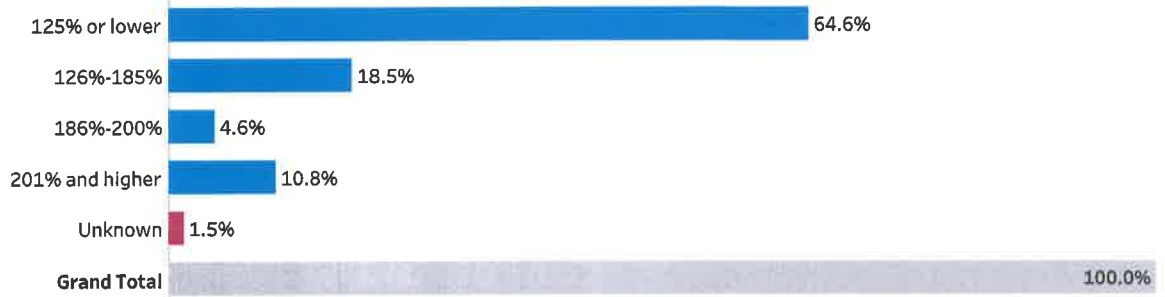 125% or lower 64.6%
126%-185% 18.5%
186%-200% 4.6%
201% and higher 10.8%
Unknown 1.5%
Grand Total 100.0%